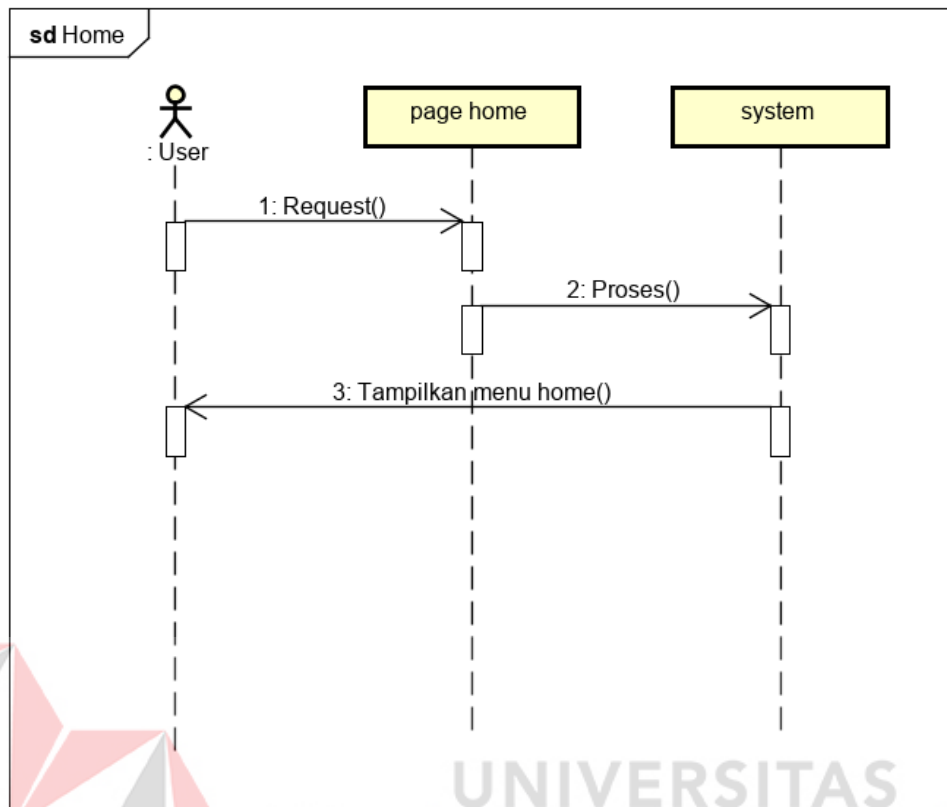 sd Home
: User
page home
system
1: Request()
2: Proses()
3: Tampilkan menu home()
UNIVERSITAS